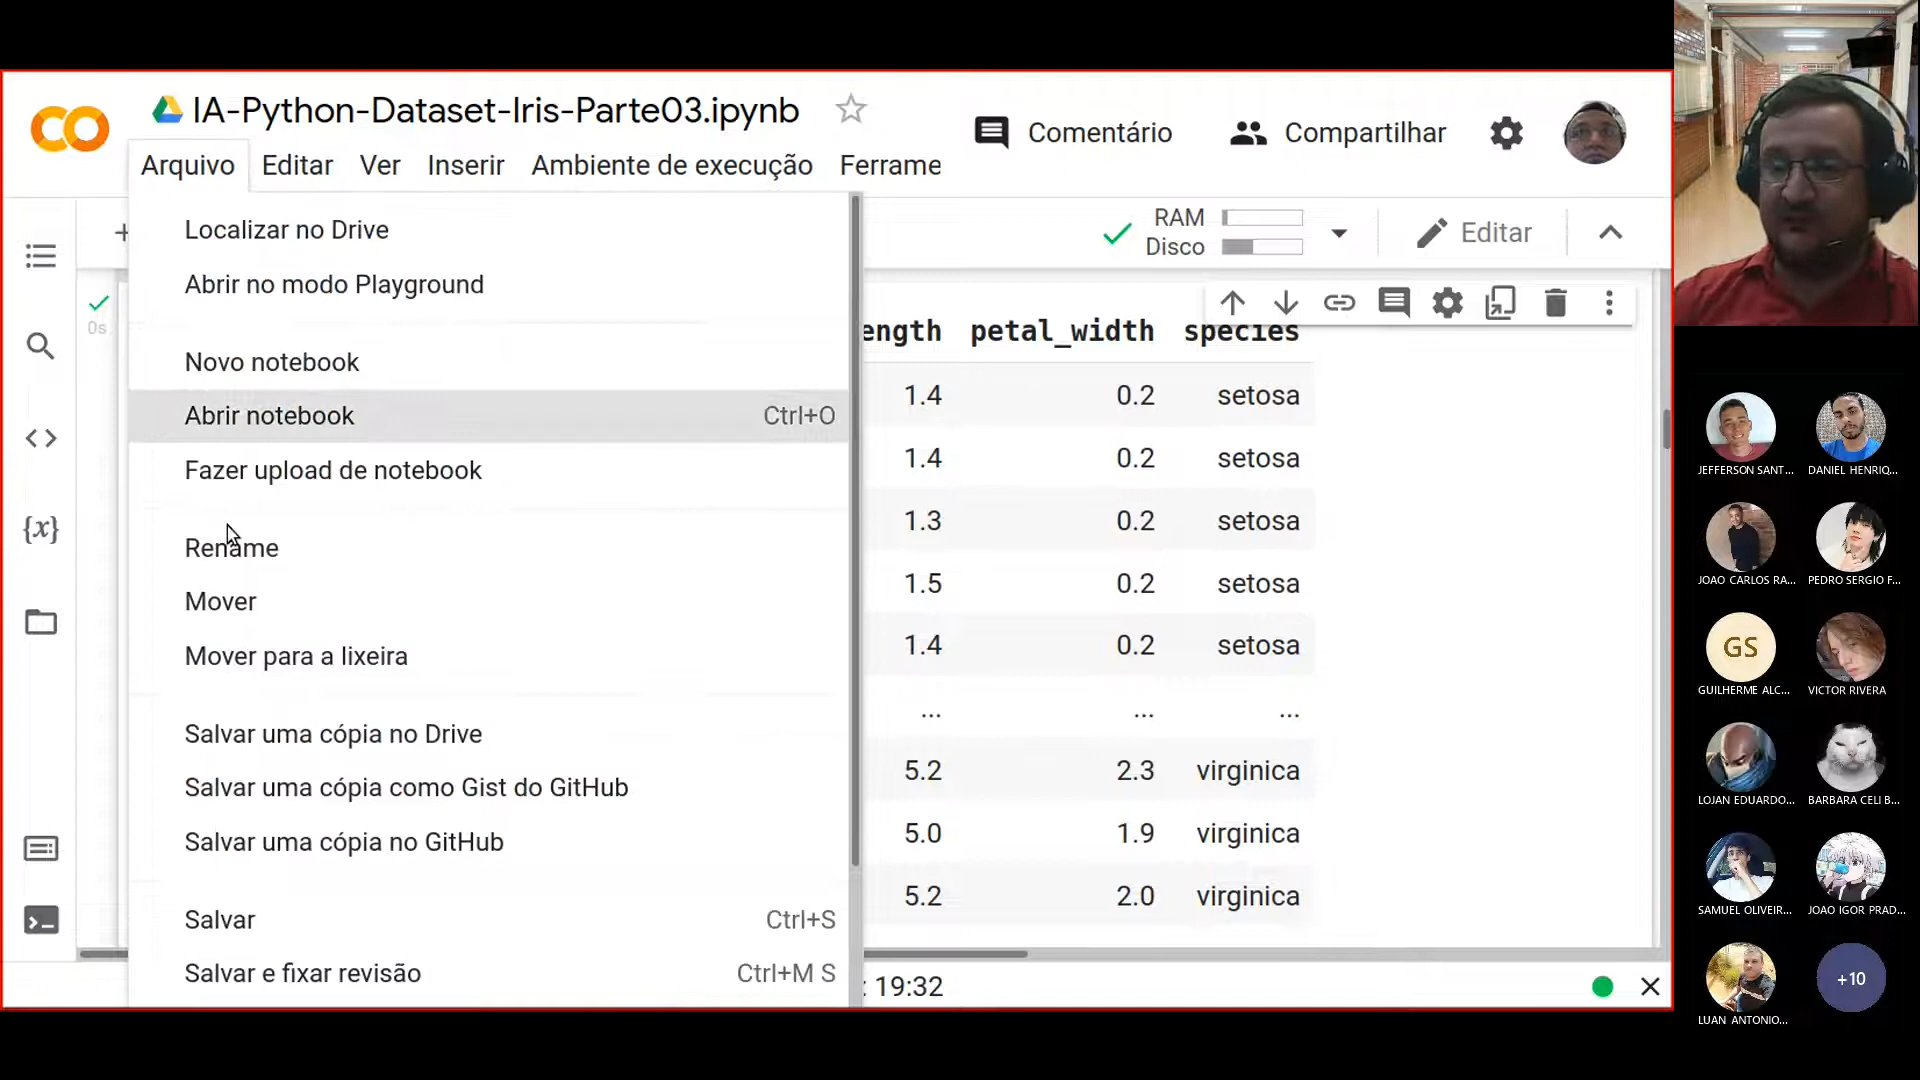 CO
IA-Python-Dataset-Iris-Parte03.ipynb
Comentário
Compartilhar
Arquivo Editar Ver Inserir Ambiente de execução Ferrame
RAM
Disco
Editar
Localizar no Drive
Abrir no modo Playground
Novo notebook
Abrir notebook Ctrl+O
Fazer upload de notebook
Rename
Mover
Mover para a lixeira
Salvar uma cópia no Drive
Salvar uma cópia como Gist do GitHub
Salvar uma cópia no GitHub
Salvar Ctrl+S
Salvar e fixar revisão Ctrl+M S
0s
{x}
ength petal_width species
1.4 0.2 setosa
1.4 0.2 setosa
1.3 0.2 setosa
1.5 0.2 setosa
1.4 0.2 setosa
... ... ...
5.2 2.3 virginica
5.0 1.9 virginica
5.2 2.0 virginica
: 19:32
JEFFERSON SANT... DANIEL HENRIQ...
JOAO CARLOS RA... PEDRO SERGIO F...
GS
GUILHERME ALC... VICTOR RIVERA
LOJAN EDUARDO... BARBARA CELI B...
SAMUEL OLIVEIR... JOAO IGOR PRAD...
+10
LUAN ANTONIO...